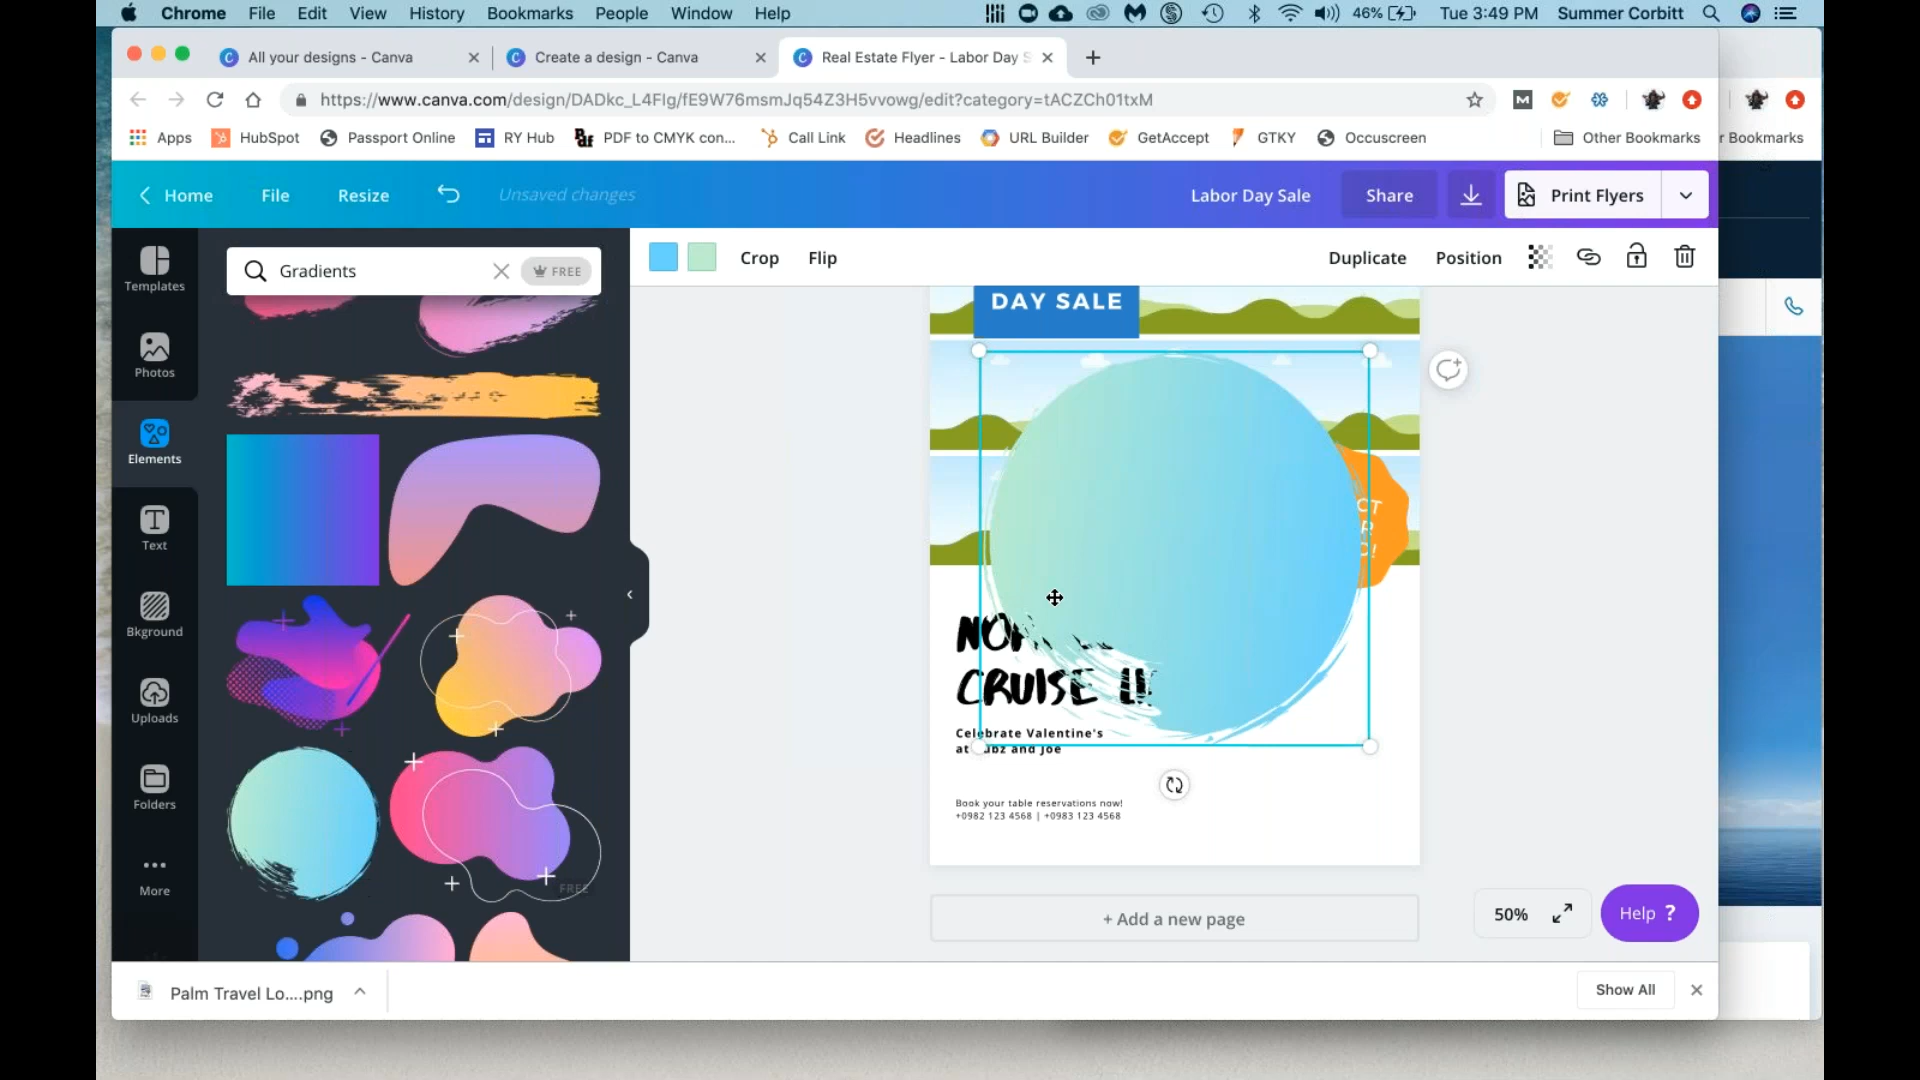 Chrome File Edit View History Bookmarks People Window Help 46% Tue 3:49 PM Summer Corbitt
All your designs - Canva Create a design - Canva Real Estate Flyer - Labor Day S
https://www.canva.com/design/DADkc_L4FIg/fE9W76msmJq54Z3H5vvowg/edit?category=tACZCh01txM
Apps HubSpot Passport Online RY Hub PDF to CMYK con... Call Link Headlines URL Builder GetAccept GTKY Occuscreen Other Bookmarks r Bookmarks
Home File Resize Unsaved changes Labor Day Sale Share Print Flyers
Gradients FREE
Crop Flip Duplicate Position
Templates
Photos
Elements
Text
Bkground
Uploads
Folders
More
FREE
DAY SALE
CT
CRUISE
Celebrate Valentine's
and Joe
Book your table reservations now!
+0982 123 4568 | +0983 123 4568
+ Add a new page
50% Help ?
Palm Travel Lo....png Show All